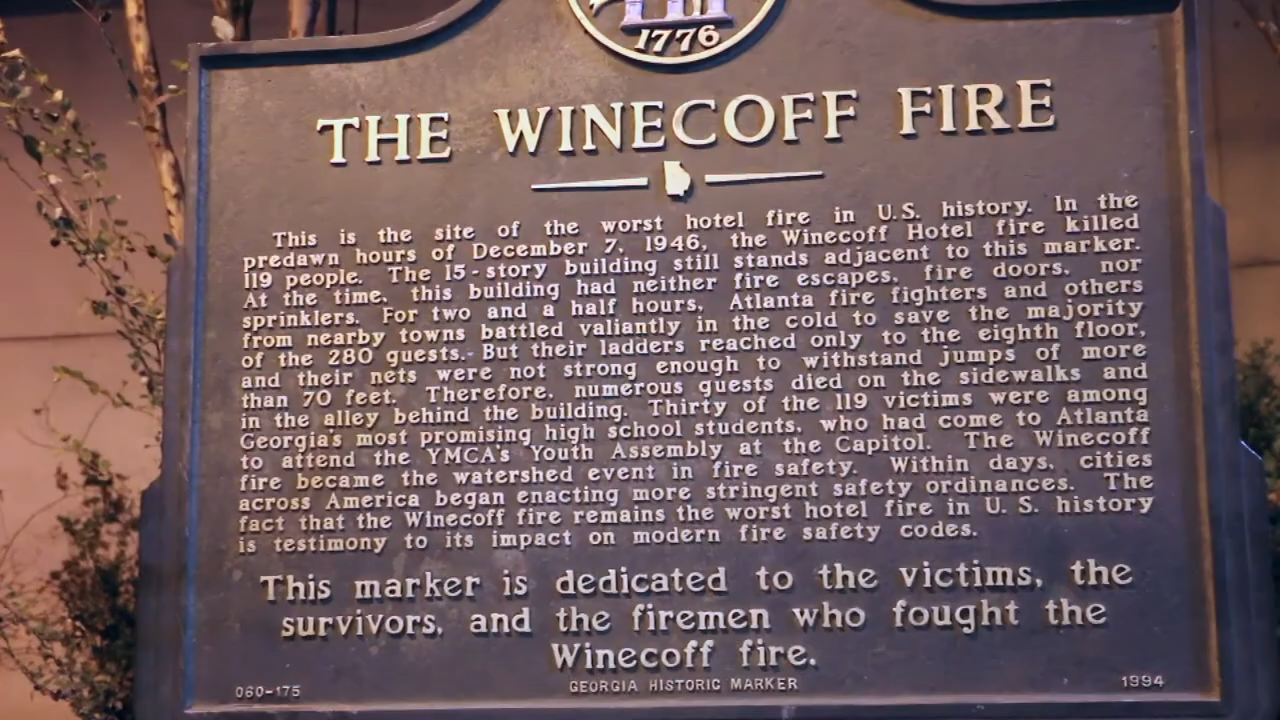 1776
THE WINECOFF FIRE
This is the site of the worst hotel fire in U.S. history. In the
predawn hours of December 7, 1946, the Winecoff Hotel fire killed
119 people. The 15-story building still stands adjacent to this marker.
At the time, this building had neither fire escapes, fire doors, nor
sprinklers. For two and a half hours, Atlanta fire fighters and others
from nearby towns battled valiantly in the cold to save the majority
of the 280 guests. But their ladders reached only to the eighth floor,
and their nets were not strong enough to withstand jumps of more
than 70 feet. Therefore, numerous guests died on the sidewalks and
in the alley behind the building. Thirty of the 119 victims were among
Georgia's most promising high school students, who had come to Atlanta
to attend the YMCA's Youth Assembly at the Capitol. The Winecoff
fire became the watershed event in fire safety. Within days, cities
across America began enacting more stringent safety ordinances. The
fact that the Winecoff fire remains the worst hotel fire in U. S. history
is testimony to its impact on modern fire safety codes.
This marker is dedicated to the victims, the
survivors, and the firemen who fought the
Winecoff fire.
060-175 GEORGIA HISTORIC MARKER 1994